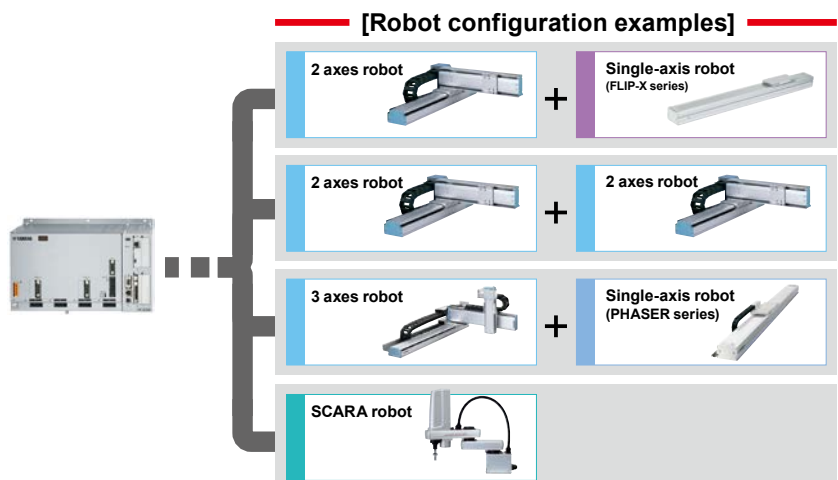 [Robot configuration examples]
2 axes robot
+
Single-axis robot
(FLIP-X series)
2 axes robot
+
2 axes robot
3 axes robot
+
Single-axis robot
(PHASER series)
SCARA robot
YAMAHA